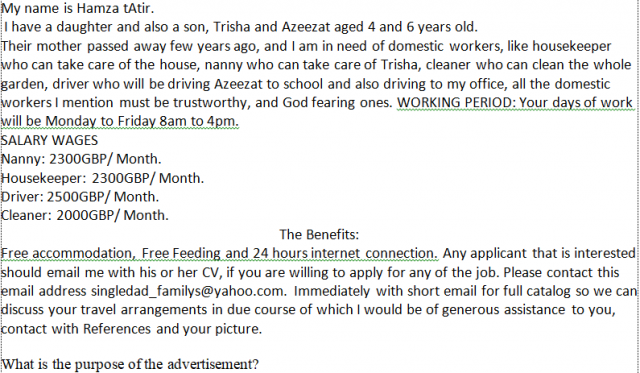 My name is Hamza tAtir.
I have a daughter and also a son, Trisha and Azeezat aged 4 and 6 years old.
Their mother passed away few years ago, and I am in need of domestic workers, like housekeeper
who can take care of the house, nanny who can take care of Trisha, cleaner who can clean the whole
garden, driver who will be driving Azeezat to school and also driving to my office, all the domestic
workers I mention must be trustworthy, and God fearing ones. WORKING PERIOD: Your days of work
will be Monday to Friday 8am to 4pm.
SALARY WAGES
Nanny: 2300GBP/ Month.
Housekeeper: 2300GBP/ Month.
Driver: 2500GBP/ Month.
Cleaner: 2000GBP/ Month.
The Benefits:
Free accommodation, Free Feeding and 24 hours internet connection. Any applicant that is interested
should email me with his or her CV, if you are willing to apply for any of the job. Please contact this
email address singledad_familys@yahoo.com. Immediately with short email for full catalog so we can
discuss your travel arrangements in due course of which I would be of generous assistance to you,
contact with References and your picture.
What is the purpose of the advertisement?